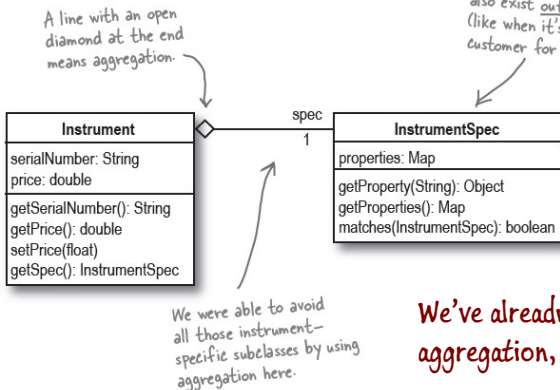 A line with an open
diamond at the end
means aggregation.
also exist
(like when it's
customer for
Instrument
serialNumber: String
price: double
getSerialNumber(): String
getPrice(): double
setPrice(float)
getSpec(): InstrumentSpec
spec
1
InstrumentSpec
properties: Map
getProperty(String): Object
getProperties(): Map
matches(InstrumentSpec): boolean
We were able to avoid
all those instrument-
specific subclasses by using
aggregation here.
We've already
aggregation,